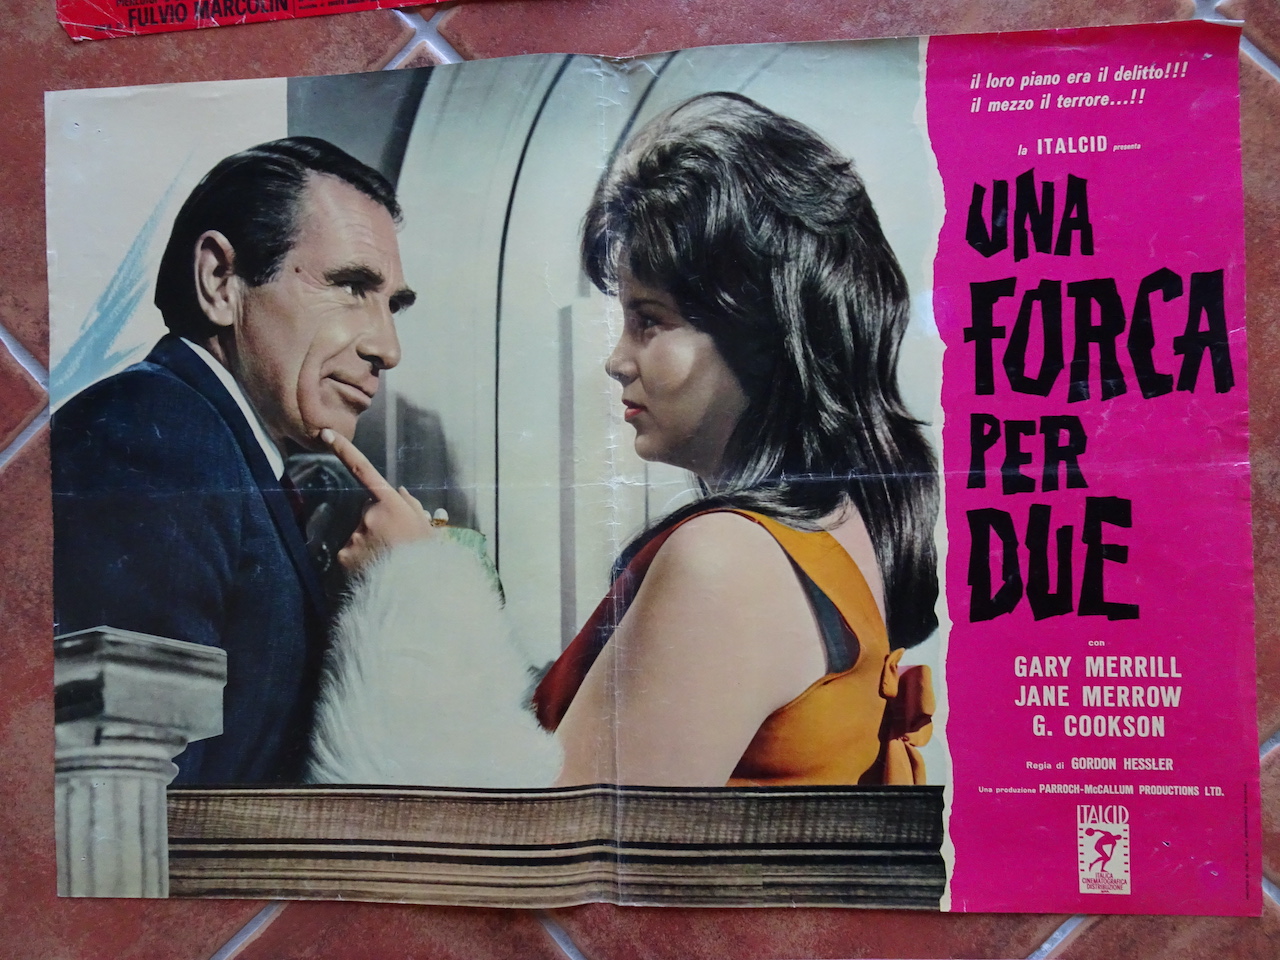 FULVIO MARCOLIN
il loro piano era il delitto!!!
il mezzo il terrore...!!
la ITALCID presenta
UNA
FORCA
PER
DUE
con
GARY MERRILL
JANE MERROW
G. COOKSON
Regia di GORDON HESSLER
Una produzione PARROCH-McCALLUM PRODUCTIONS LTD.
ITALCID
ITALICA
CINEMATOGRAFICA
DISTRIBUZIONE